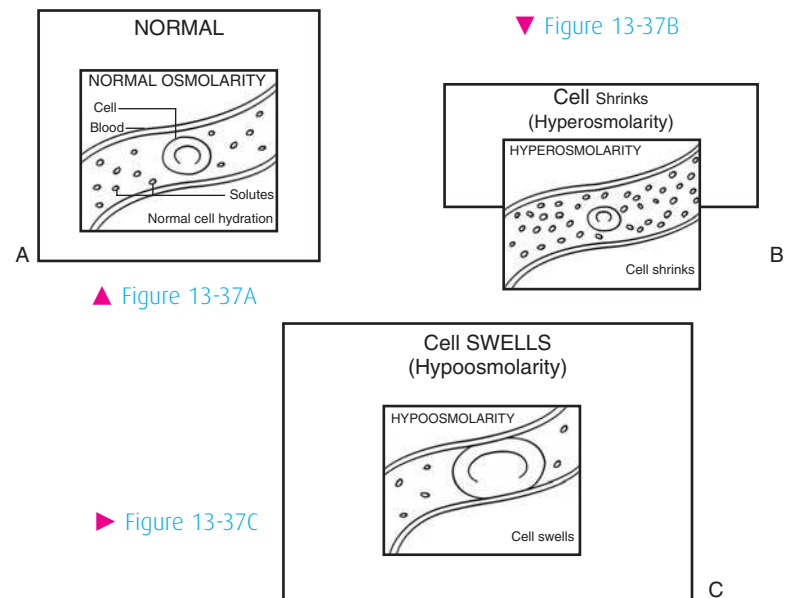 NORMAL
NORMAL OSMOLARITY
Cell
Blood
Solutes
Normal cell hydration
A
▲ Figure 13-37A
▼ Figure 13-37B
Cell Shrinks
(Hyperosmolarity)
HYPEROSMOLARITY
Cell shrinks
B
Cell SWELLS
(Hypoosmolarity)
HYPOOSMOLARITY
Cell swells
► Figure 13-37C
C